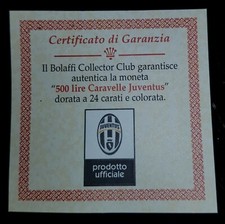 Certificato di Garanzia
Il Bolaffi Collector Club garantisce
autentica la moneta
"500 lire Caravelle Juventus"
dorata a 24 carati e colorata.
JUVENTUS
prodotto
ufficiale